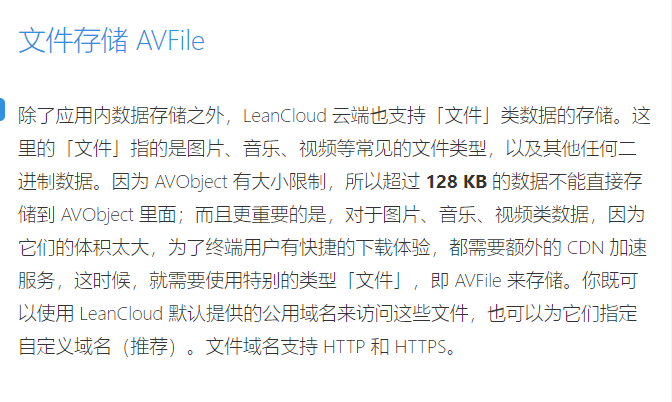 文件存储 AVFile
除了应用内数据存储之外，LeanCloud 云端也支持「文件」类数据的存储。这
里的「文件」指的是图片、音乐、视频等常见的文件类型，以及其他任何二
进制数据。因为 AVObject 有大小限制，所以超过 128 KB 的数据不能直接存
储到 AVObject 里面；而且更重要的是，对于图片、音乐、视频类数据，因为
它们的体积太大，为了终端用户有快捷的下载体验，都需要额外的 CDN 加速
服务，这时候，就需要使用特别的类型「文件」，即 AVFile 来存储。你既可
以使用 LeanCloud 默认提供的公用域名来访问这些文件，也可以为它们指定
自定义域名（推荐）。文件域名支持 HTTP 和 HTTPS。